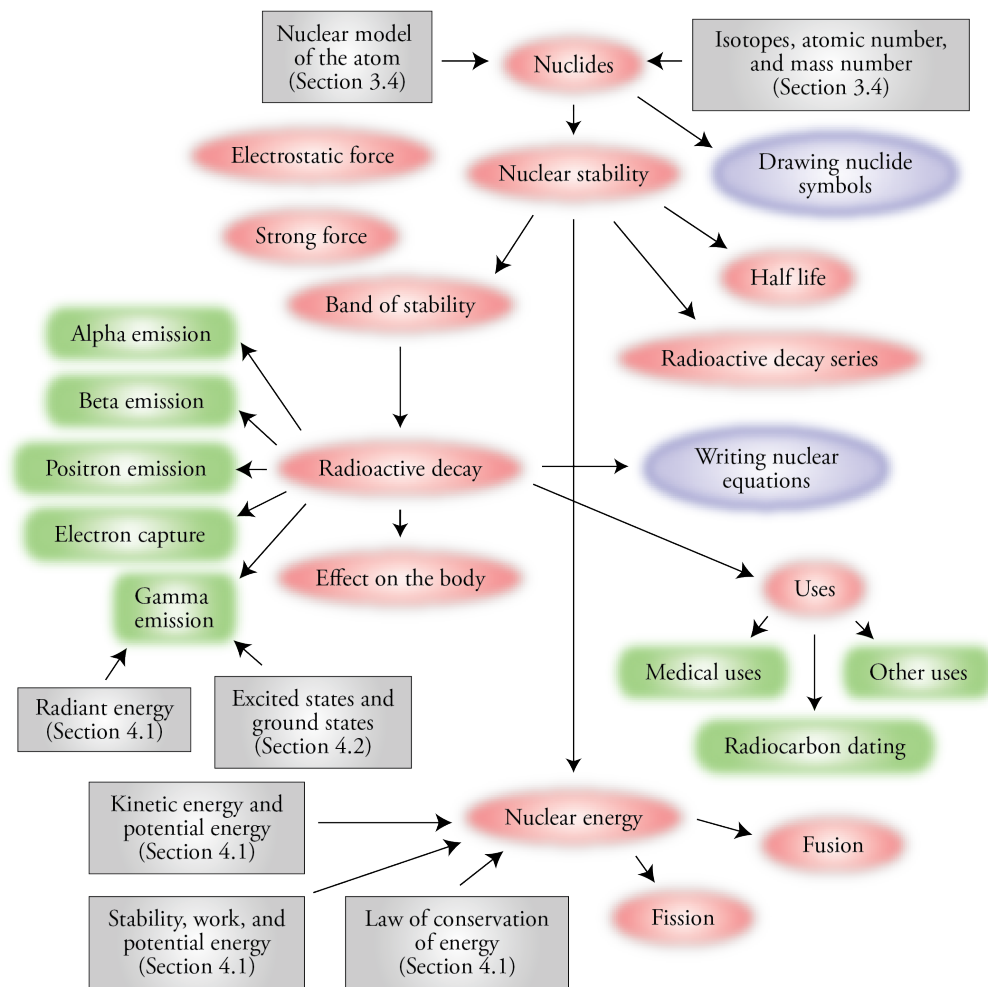 Nuclear model
of the atom
(Section 3.4)
Nuclides
Isotopes, atomic number,
and mass number
(Section 3.4)
Electrostatic force
Nuclear stability
Drawing nuclide
symbols
Strong force
Half life
Band of stability
Radioactive decay series
Alpha emission
Beta emission
Positron emission
Electron capture
Gamma
emission
Radioactive decay
Writing nuclear
equations
Effect on the body
Uses
Medical uses
Other uses
Radiocarbon dating
Radiant energy
(Section 4.1)
Excited states and
ground states
(Section 4.2)
Kinetic energy and
potential energy
(Section 4.1)
Nuclear energy
Fusion
Fission
Stability, work, and
potential energy
(Section 4.1)
Law of conservation
of energy
(Section 4.1)